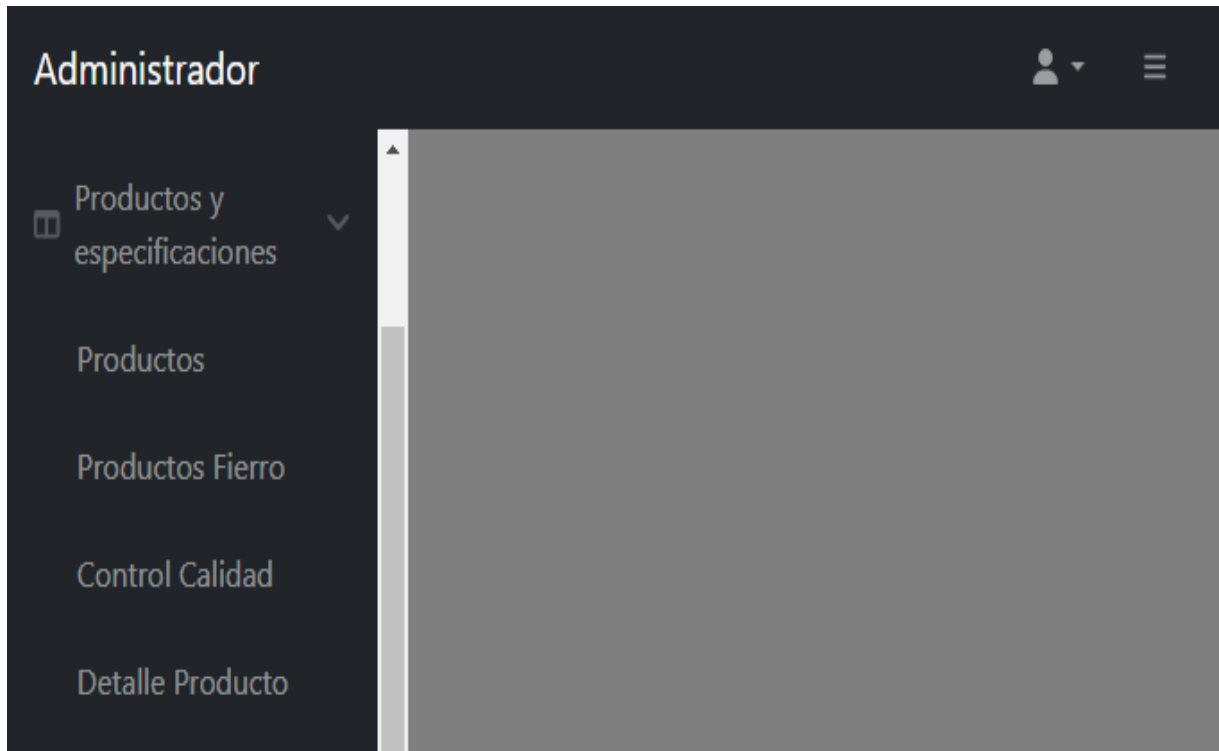 Administrador
Productos y
especificaciones
Productos
Productos Fierro
Control Calidad
Detalle Producto